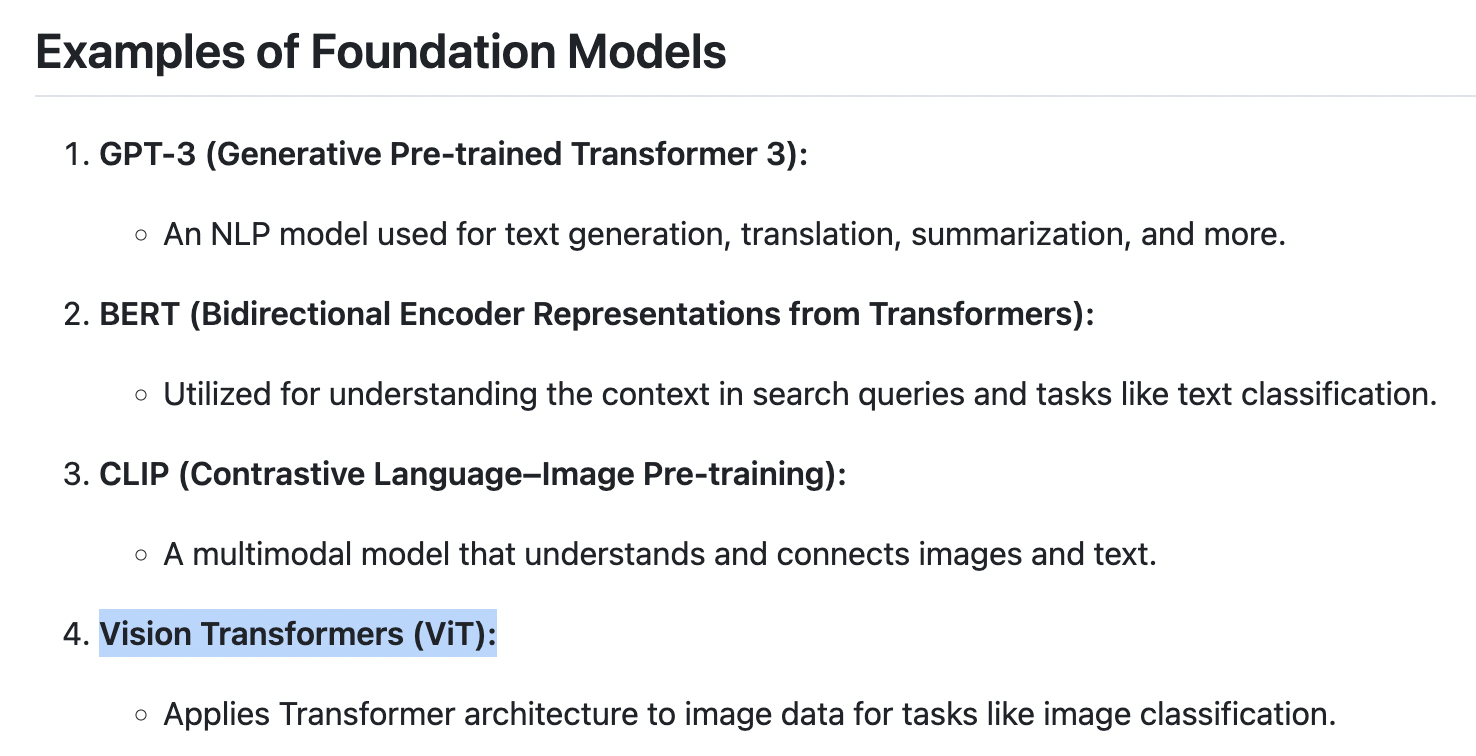 Examples of Foundation Models
1. GPT-3 (Generative Pre-trained Transformer 3):
○ An NLP model used for text generation, translation, summarization, and more.
2. BERT (Bidirectional Encoder Representations from Transformers):
○ Utilized for understanding the context in search queries and tasks like text classification.
3. CLIP (Contrastive Language–Image Pre-training):
○ A multimodal model that understands and connects images and text.
4. Vision Transformers (ViT):
○ Applies Transformer architecture to image data for tasks like image classification.